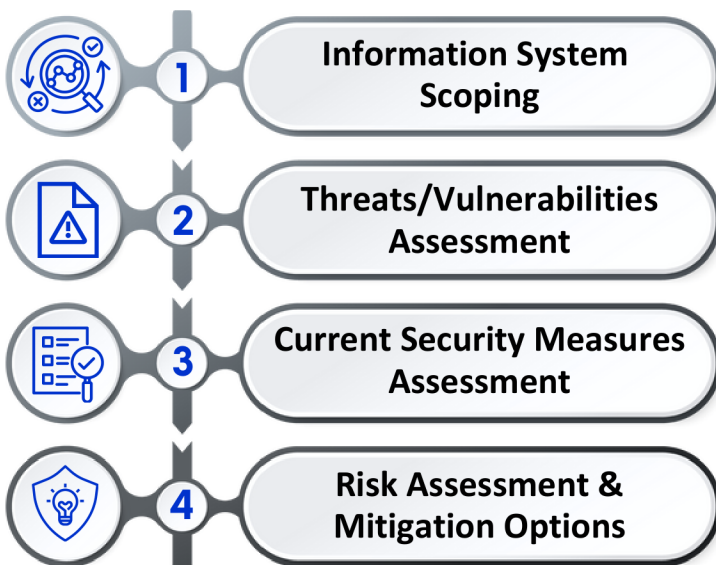 1
Information System
Scoping
2
Threats/Vulnerabilities
Assessment
3
Current Security Measures
Assessment
4
Risk Assessment &
Mitigation Options